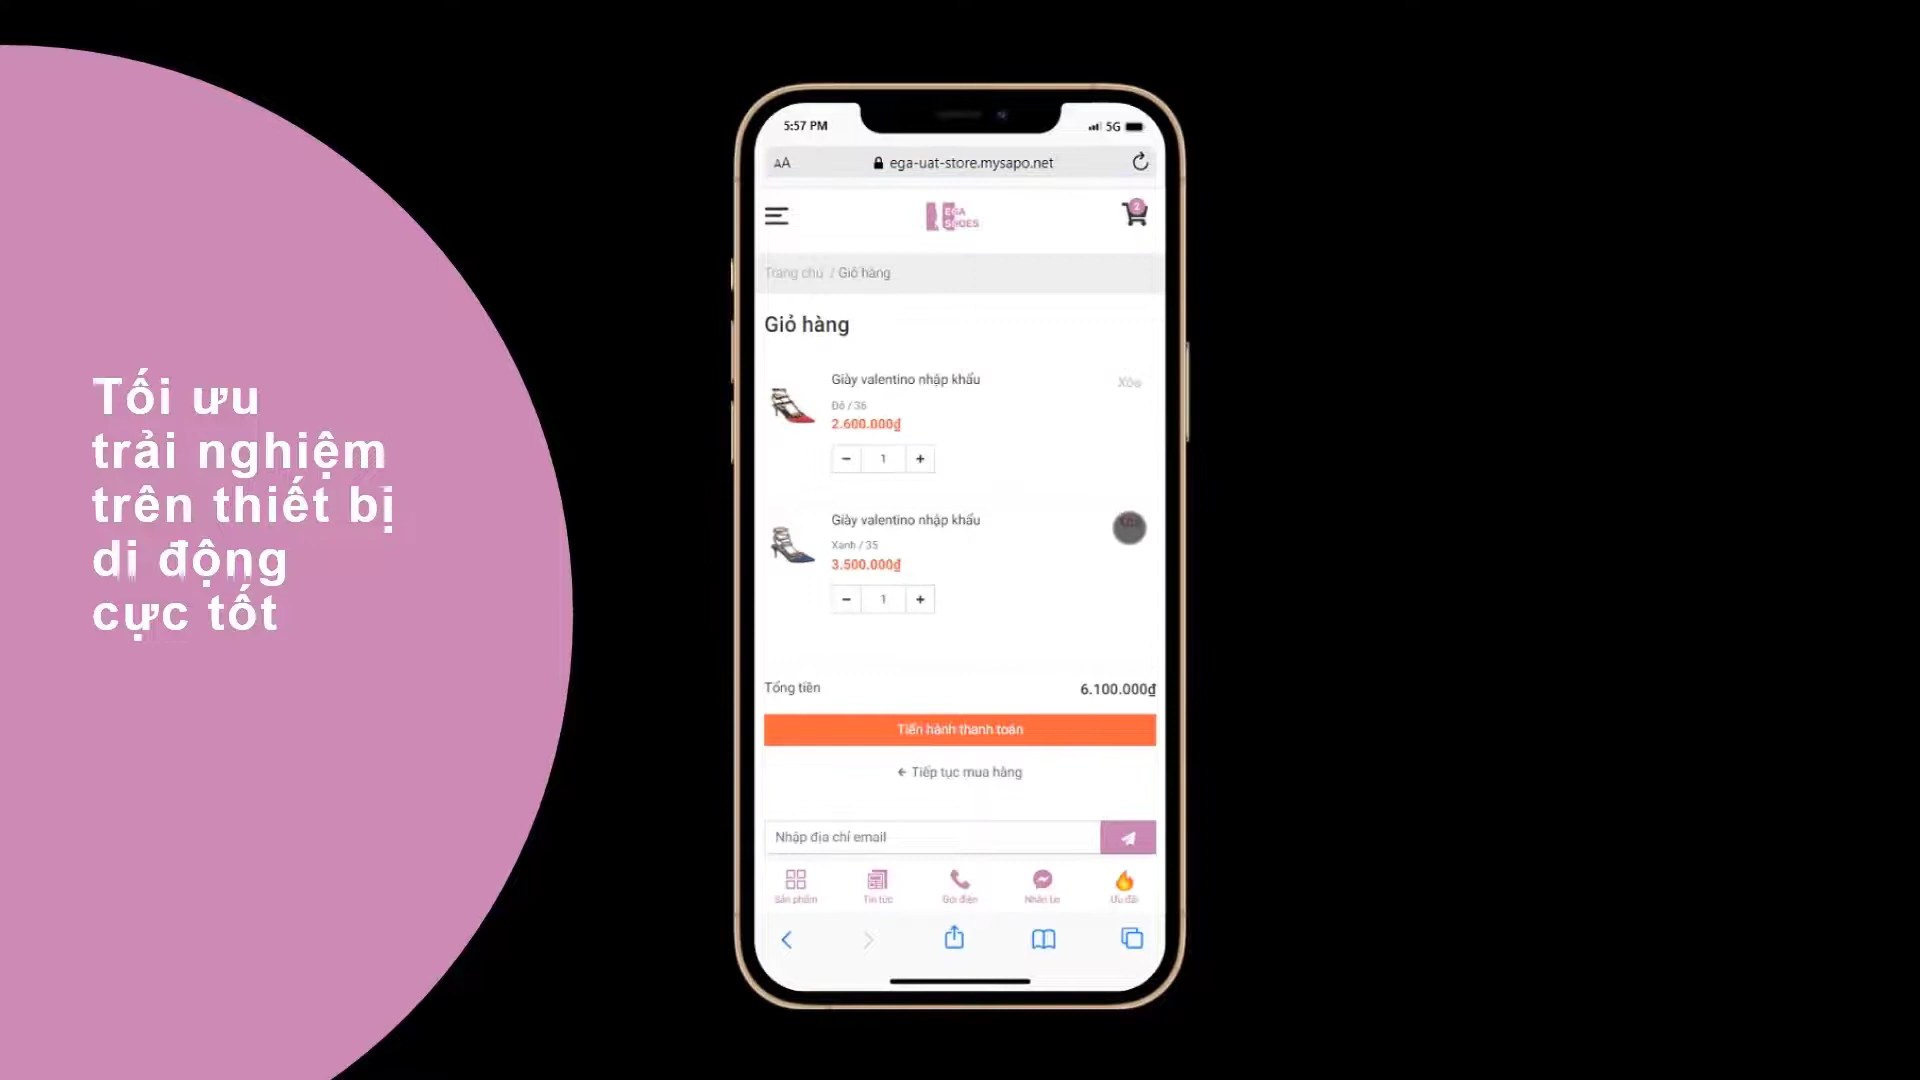 Tối ưu
trải nghiệm
trên thiết bị
di động
cực tốt
5:57 PM
5G
AA
ega-uat-store.mysapo.net
EGA
SHOES
2
Trang chủ / Giỏ hàng
Giỏ hàng
Giày valentino nhập khẩu
Xóa
Đỏ / 36
2.600.000₫
− 1 +
Giày valentino nhập khẩu
Xanh / 35
3.500.000₫
− 1 +
Tổng tiền
6.100.000₫
Tiến hành thanh toán
← Tiếp tục mua hàng
Nhập địa chỉ email
Sản phẩm
Tin tức
Gọi điện
Ưu đãi